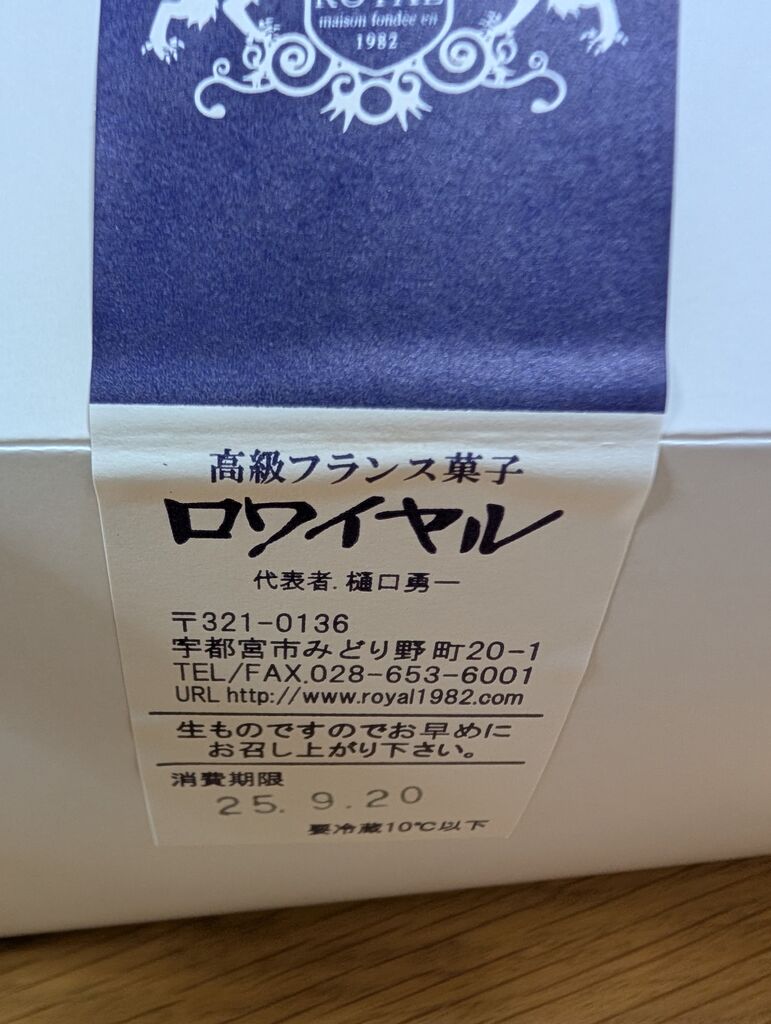 ROYAL
maison fondée en
1982
高級フランス菓子
ロワイヤル
代表者.樋口勇一
〒321-0136
宇都宮市みどり野町20-1
TEL/FAX.028-653-6001
URL http://www.royal1982.com
生ものですのでお早めに
お召し上がり下さい。
消費期限
25. 9.20
要冷蔵10℃以下